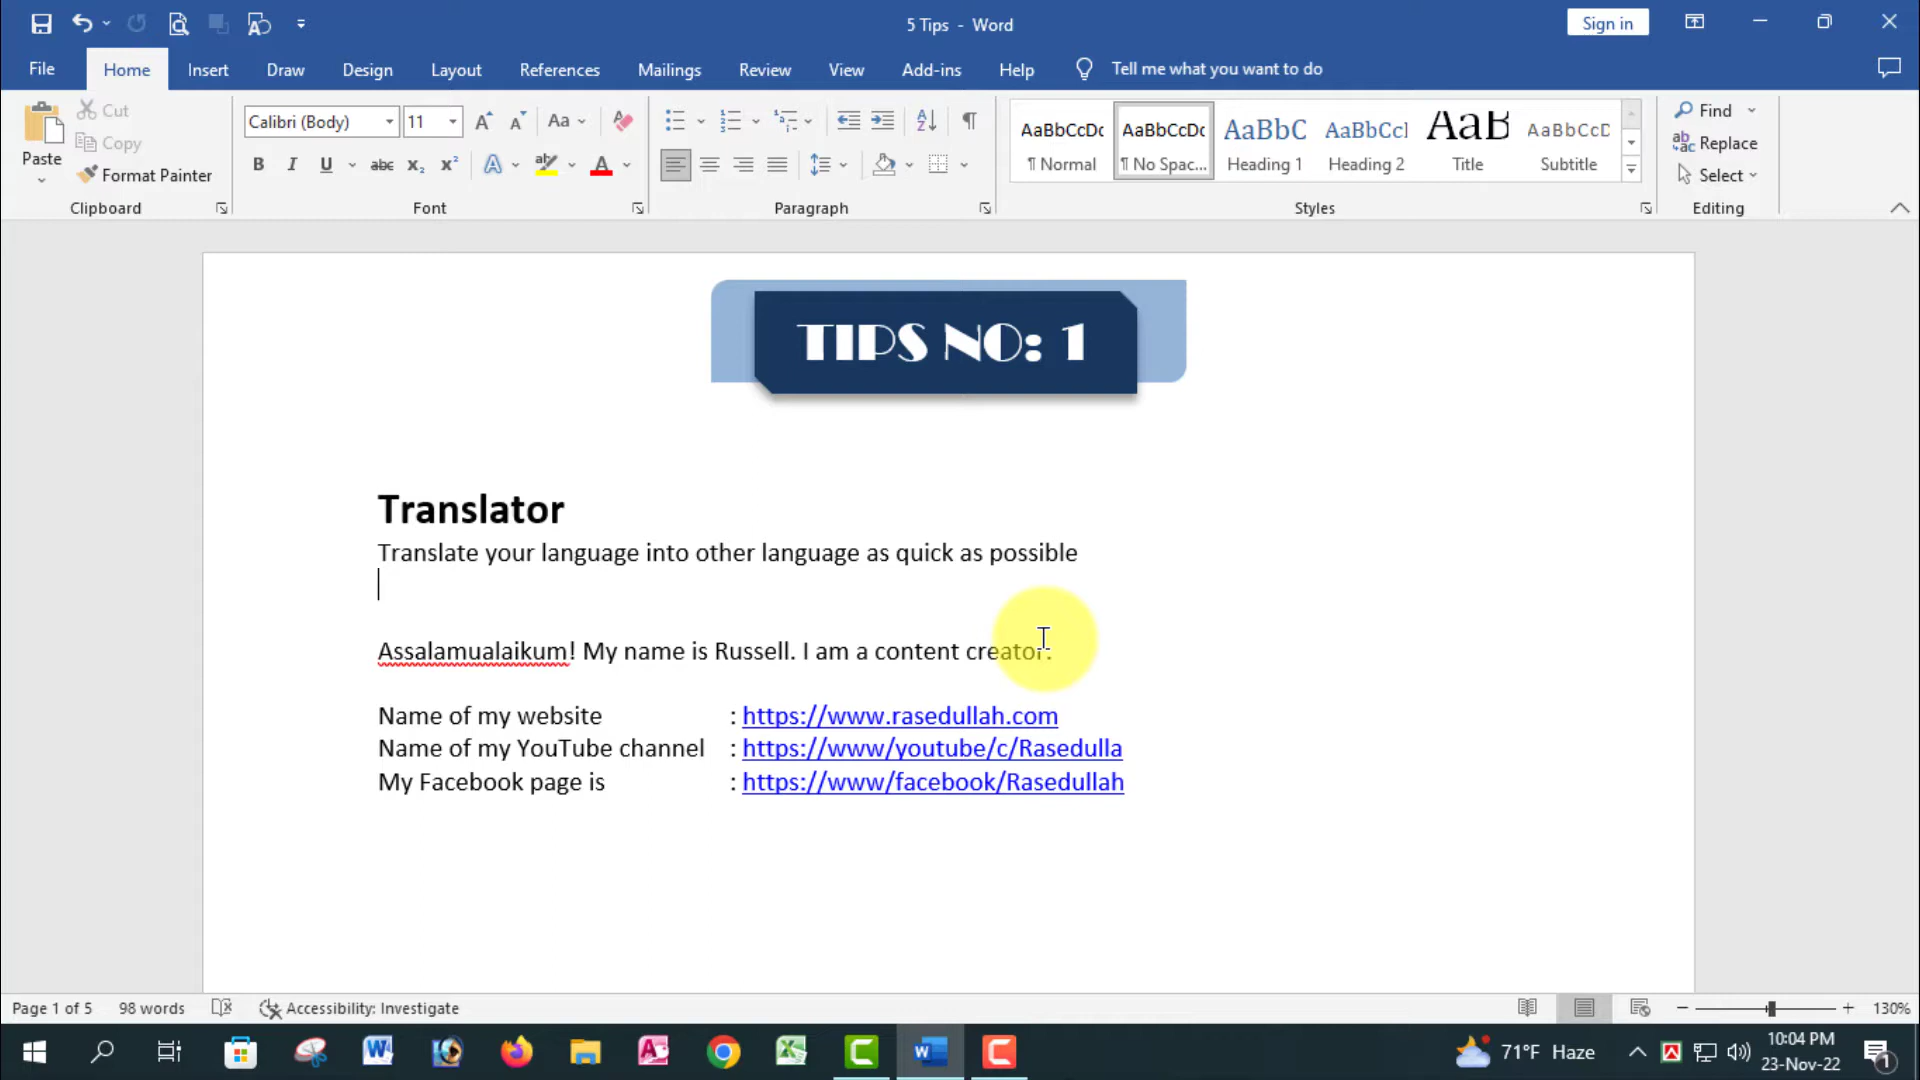 5 Tips - Word
Sign in
File
Home
Insert
Draw
Design
Layout
References
Mailings
Review
View
Add-ins
Help
Tell me what you want to do
Paste
Cut
Copy
Format Painter
Clipboard
Calibri (Body)
11
Aa
B I U abc x₂ x²
A
A
Font
Paragraph
AaBbCcDc
¶ Normal
AaBbCcDc
¶ No Spac...
AaBbC
Heading 1
AaBbCcl
Heading 2
AaB
Title
AaBbCcD
Subtitle
Styles
Find
Replace
Select
Editing
TIPS NO: 1
Translator
Translate your language into other language as quick as possible
Assalamualaikum! My name is Russell. I am a content creator.
Name of my website : https://www.rasedullah.com
Name of my YouTube channel : https://www/youtube/c/Rasedulla
My Facebook page is : https://www/facebook/Rasedullah
Page 1 of 5
98 words
Accessibility: Investigate
130%
71°F Haze
10:04 PM
23-Nov-22
1